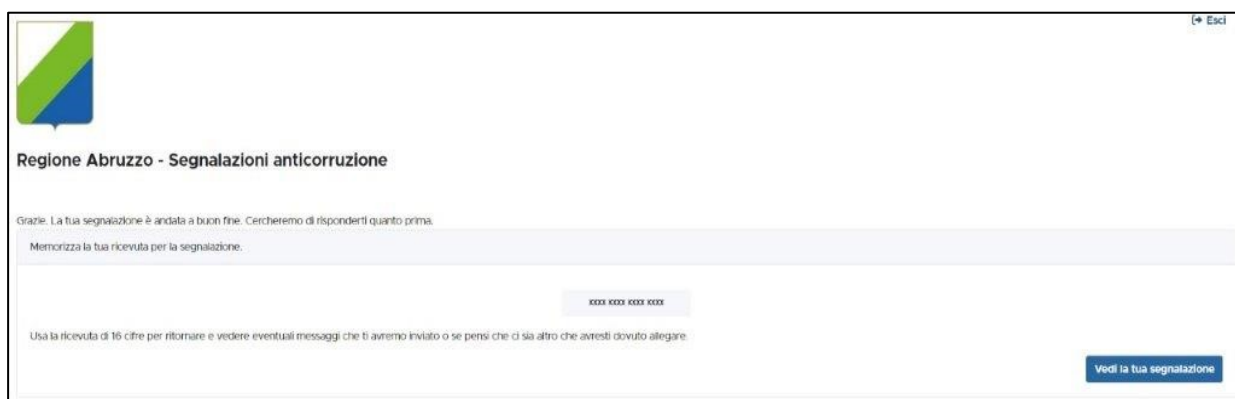 Esci
Regione Abruzzo - Segnalazioni anticorruzione
Grazie. La tua segnalazione è andata a buon fine. Cercheremo di risponderti quanto prima.
Memorizza la tua ricevuta per la segnalazione.
xxxx xxxx xxxx xxxx
Usa la ricevuta di 16 cifre per ritornare e vedere eventuali messaggi che ti avremo inviato o se pensi che ci sia altro che avresti dovuto allegare.
Vedi la tua segnalazione